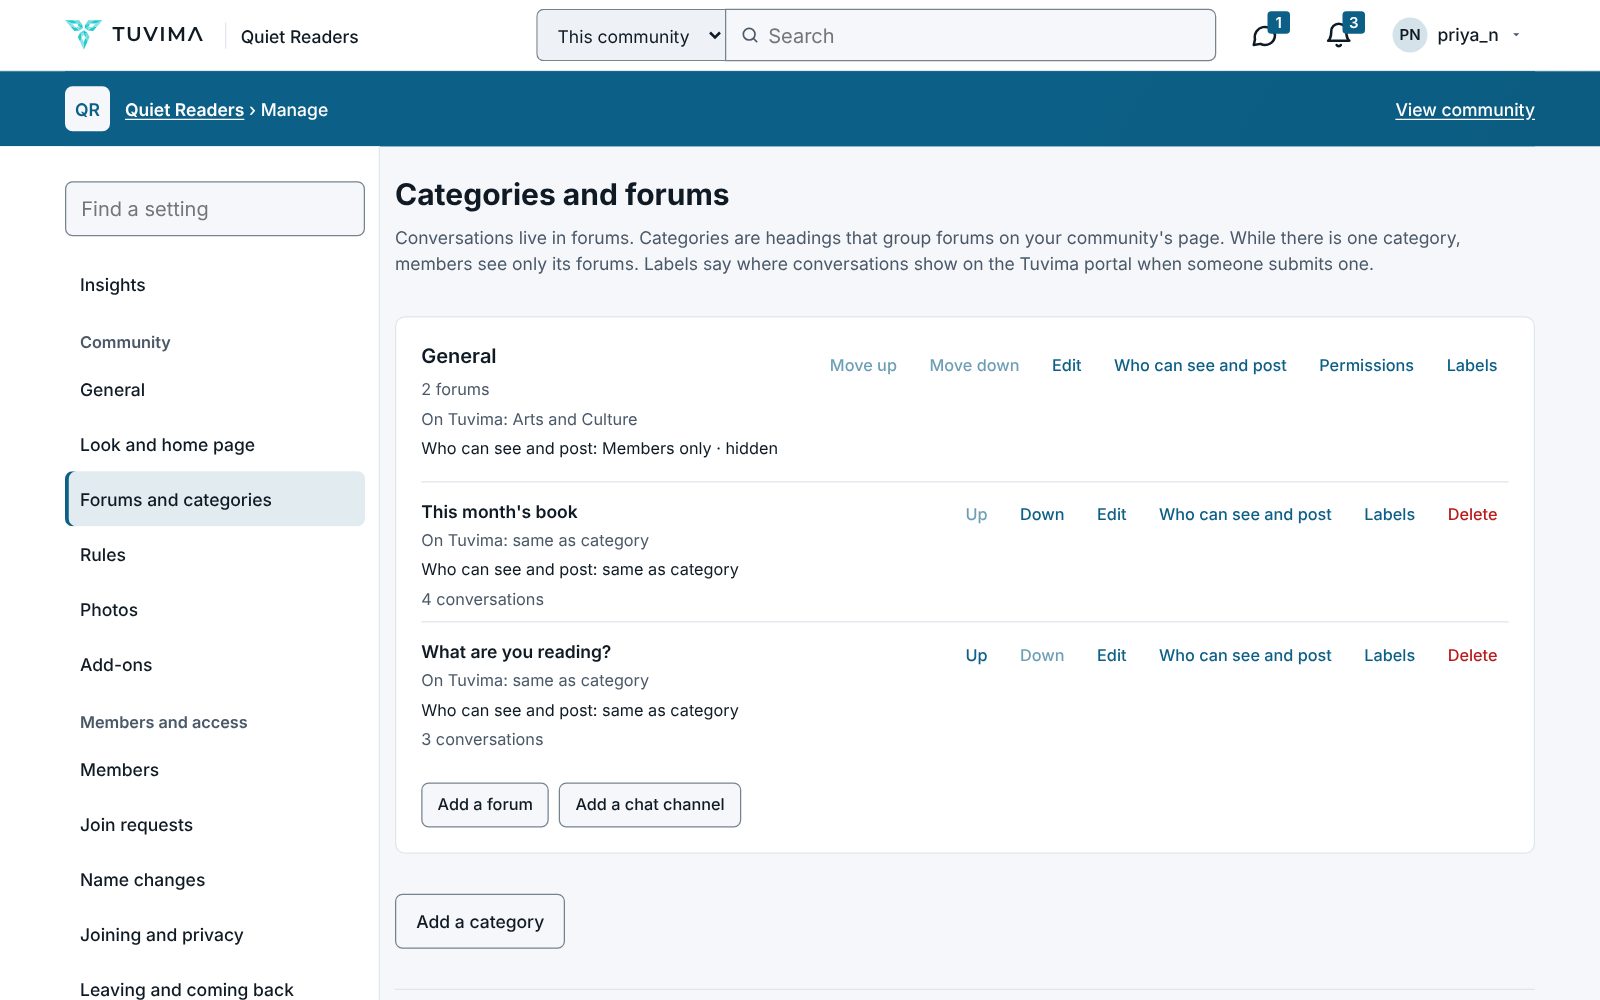 TUVIMA
Quiet Readers
This community
Search
1
3
PN
priya_n
QR
Quiet Readers › Manage
View community
Find a setting
Insights
Community
General
Look and home page
Forums and categories
Rules
Photos
Add-ons
Members and access
Members
Join requests
Name changes
Joining and privacy
Leaving and coming back
Categories and forums
Conversations live in forums. Categories are headings that group forums on your community's page. While there is one category,
members see only its forums. Labels say where conversations show on the Tuvima portal when someone submits one.
General
Move up
Move down
Edit
Who can see and post
Permissions
Labels
2 forums
On Tuvima: Arts and Culture
Who can see and post: Members only · hidden
This month's book
Up
Down
Edit
Who can see and post
Labels
Delete
On Tuvima: same as category
Who can see and post: same as category
4 conversations
What are you reading?
Up
Down
Edit
Who can see and post
Labels
Delete
On Tuvima: same as category
Who can see and post: same as category
3 conversations
Add a forum
Add a chat channel
Add a category